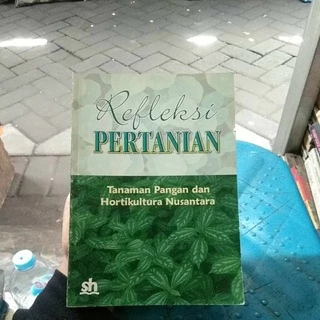 Refleksi
PERTANIAN
Tanaman Pangan dan
Hortikultura Nusantara
sh